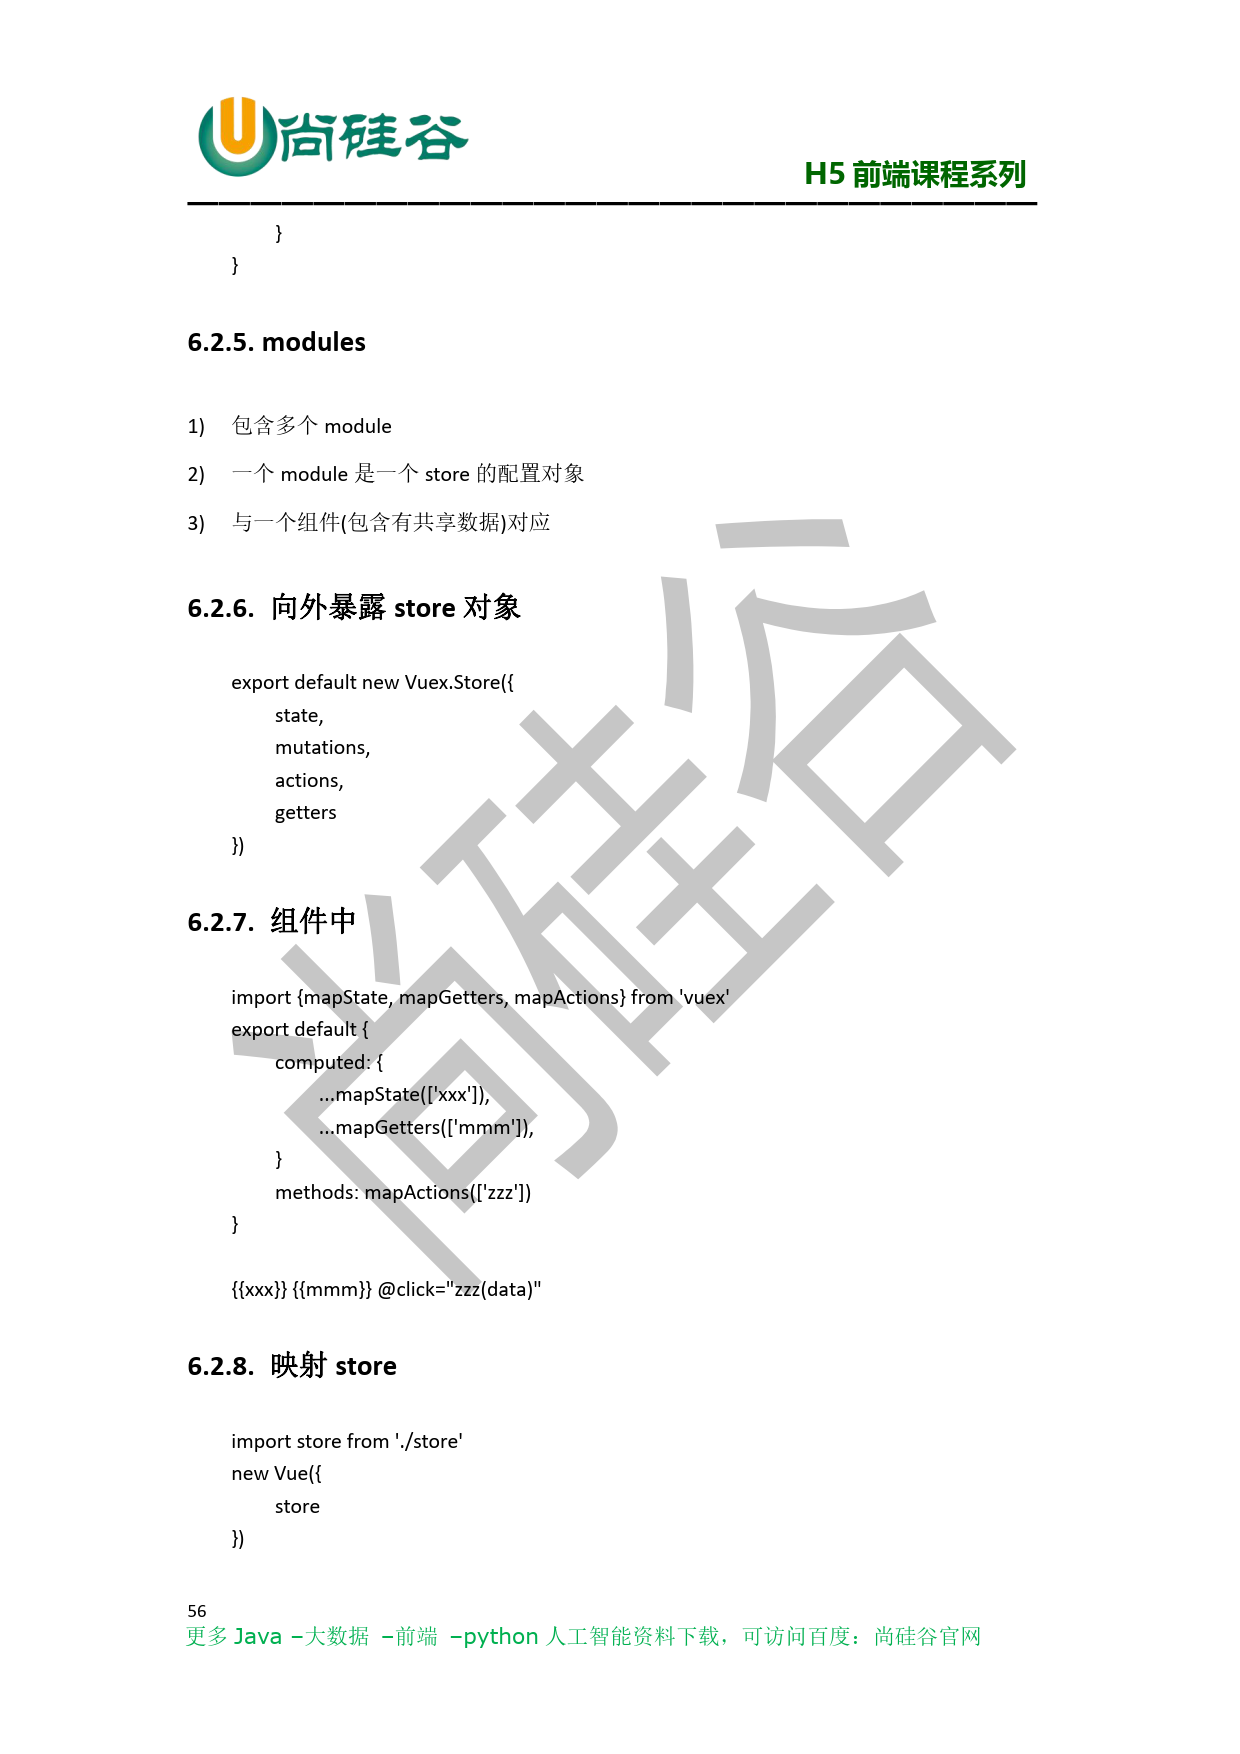 尚硅谷
H5 前端课程系列
}
}
6.2.5. modules
1) 包含多个 module
2) 一个 module 是一个 store 的配置对象
3) 与一个组件(包含有共享数据)对应
6.2.6. 向外暴露 store 对象
export default new Vuex.Store({
state,
mutations,
actions,
getters
})
6.2.7. 组件中
import {mapState, mapGetters, mapActions} from 'vuex'
export default {
computed: {
...mapState(['xxx']),
...mapGetters(['mmm']),
}
methods: mapActions(['zzz'])
}
{{xxx}} {{mmm}} @click="zzz(data)"
6.2.8. 映射 store
import store from './store'
new Vue({
store
})
尚硅谷
56
更多 Java –大数据 –前端 –python 人工智能资料下载，可访问百度：尚硅谷官网